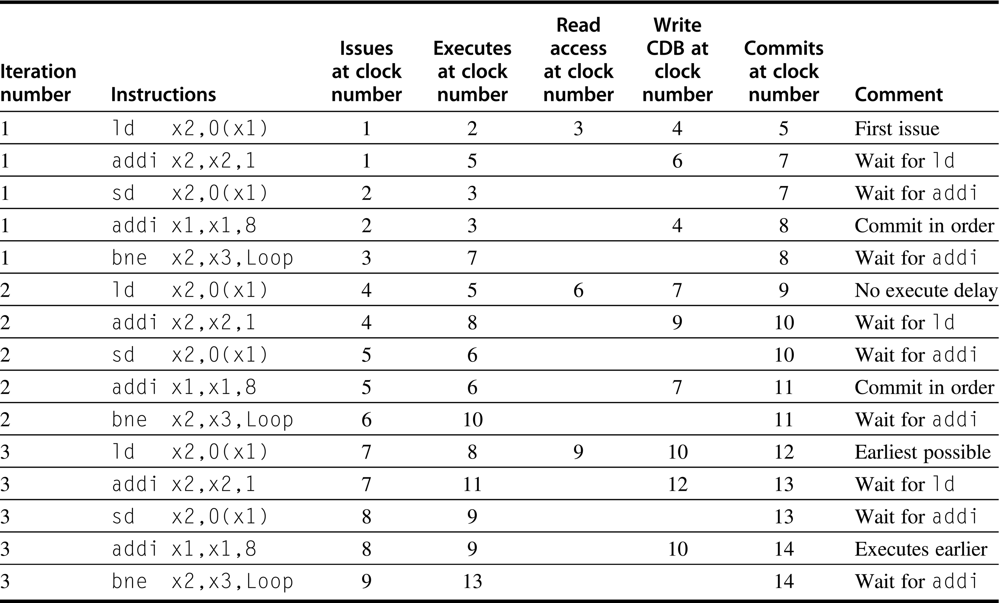 Iteration number Instructions Issues at clock number Executes at clock number Read access at clock number Write CDB at clock number Commits at clock number Comment
1 ld x2,0(x1) 1 2 3 4 5 First issue
1 addi x2,x2,1 1 5 6 7 Wait for ld
1 sd x2,0(x1) 2 3 7 Wait for addi
1 addi x1,x1,8 2 3 4 8 Commit in order
1 bne x2,x3,Loop 3 7 8 Wait for addi
2 ld x2,0(x1) 4 5 6 7 9 No execute delay
2 addi x2,x2,1 4 8 9 10 Wait for ld
2 sd x2,0(x1) 5 6 10 Wait for addi
2 addi x1,x1,8 5 6 7 11 Commit in order
2 bne x2,x3,Loop 6 10 11 Wait for addi
3 ld x2,0(x1) 7 8 9 10 12 Earliest possible
3 addi x2,x2,1 7 11 12 13 Wait for ld
3 sd x2,0(x1) 8 9 13 Wait for addi
3 addi x1,x1,8 8 9 10 14 Executes earlier
3 bne x2,x3,Loop 9 13 14 Wait for addi